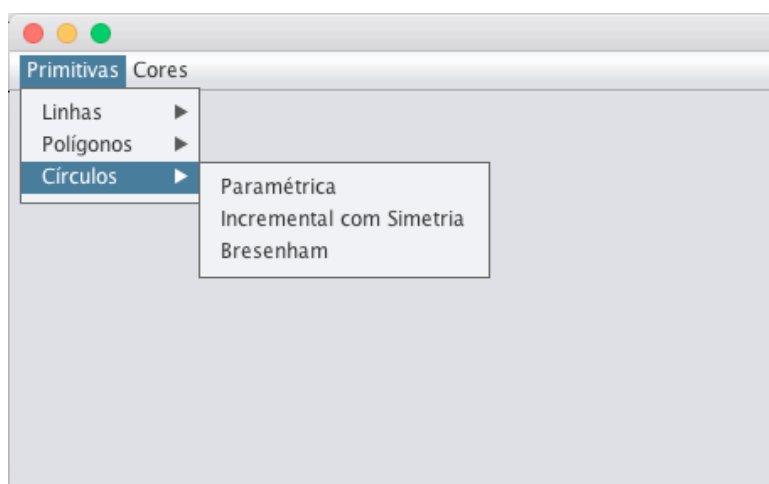 Primitivas Cores
Linhas
Polígonos
Círculos
Paramétrica
Incremental com Simetria
Bresenham